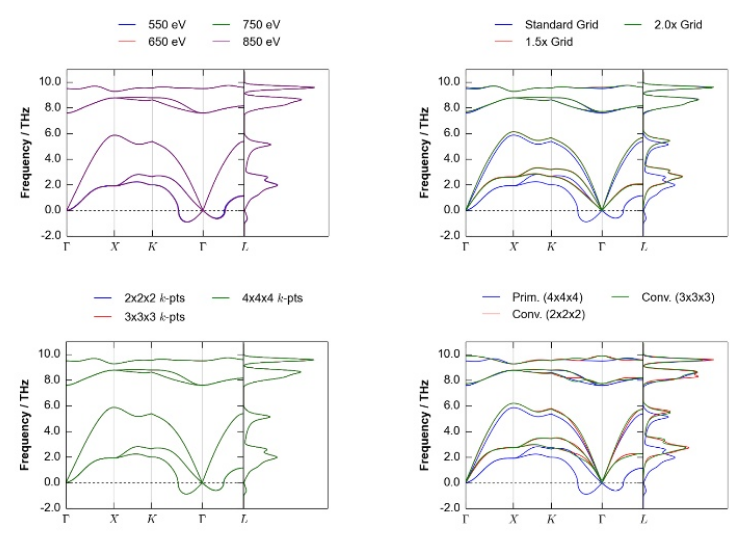 550 eV 750 eV
650 eV 850 eV
Frequency / THz
10.0
8.0
6.0
4.0
2.0
0.0
-2.0
Γ X K Γ L
Standard Grid 2.0x Grid
1.5x Grid
Frequency / THz
10.0
8.0
6.0
4.0
2.0
0.0
-2.0
Γ X K Γ L
2x2x2 k-pts 4x4x4 k-pts
3x3x3 k-pts
Frequency / THz
10.0
8.0
6.0
4.0
2.0
0.0
-2.0
Γ X K Γ L
Prim. (4x4x4) Conv. (3x3x3)
Conv. (2x2x2)
Frequency / THz
10.0
8.0
6.0
4.0
2.0
0.0
-2.0
Γ X K Γ L